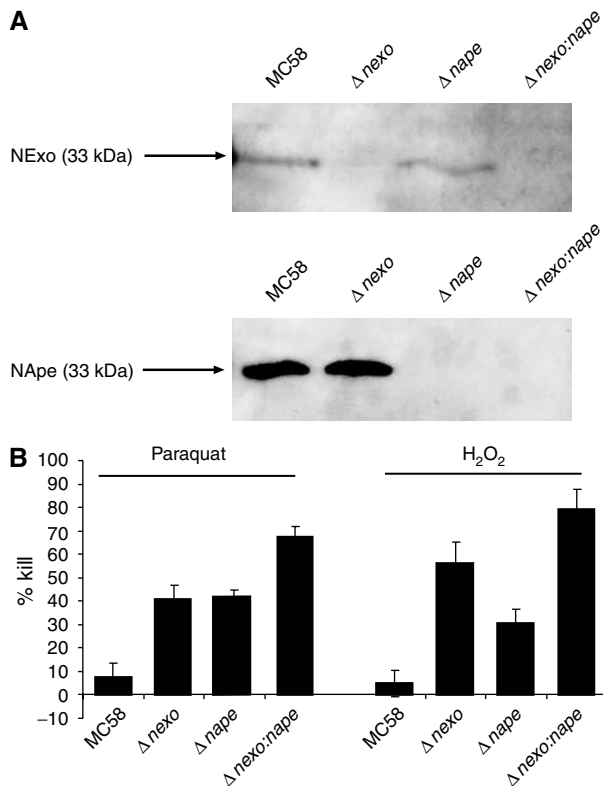 A
MC58 Δ nexo Δ nape Δ nexo:nape
NExo (33 kDa)
MC58 Δ nexo Δ nape Δ nexo:nape
NApe (33 kDa)
B
Paraquat H₂O₂
% kill
100
90
80
70
60
50
40
30
20
10
0
–10
MC58 Δ nexo Δ nape Δ nexo:nape MC58 Δ nexo Δ nape Δ nexo:nape